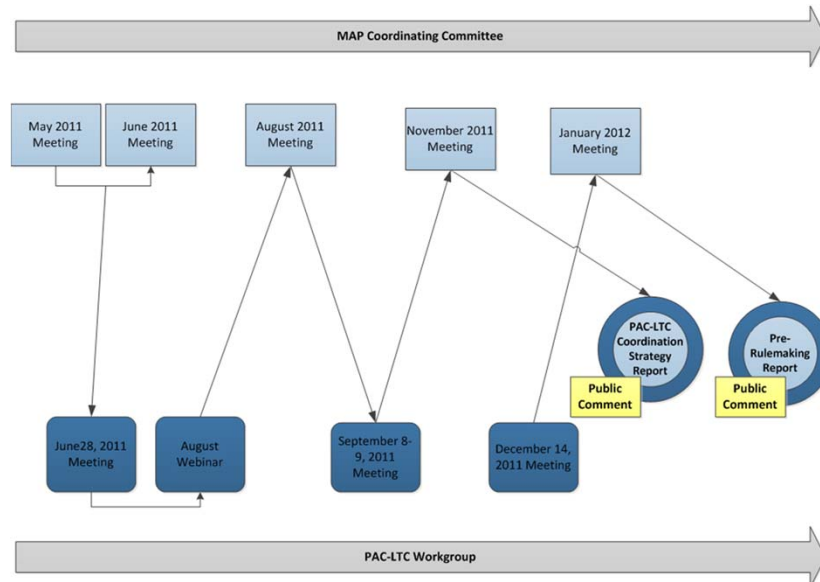 MAP Coordinating Committee
May 2011
Meeting
June 2011
Meeting
August 2011
Meeting
November 2011
Meeting
January 2012
Meeting
PAC-LTC
Coordination
Strategy
Report
Public
Comment
Pre-
Rulemaking
Report
Public
Comment
June28, 2011
Meeting
August
Webinar
September 8-
9, 2011
Meeting
December 14,
2011 Meeting
PAC-LTC Workgroup